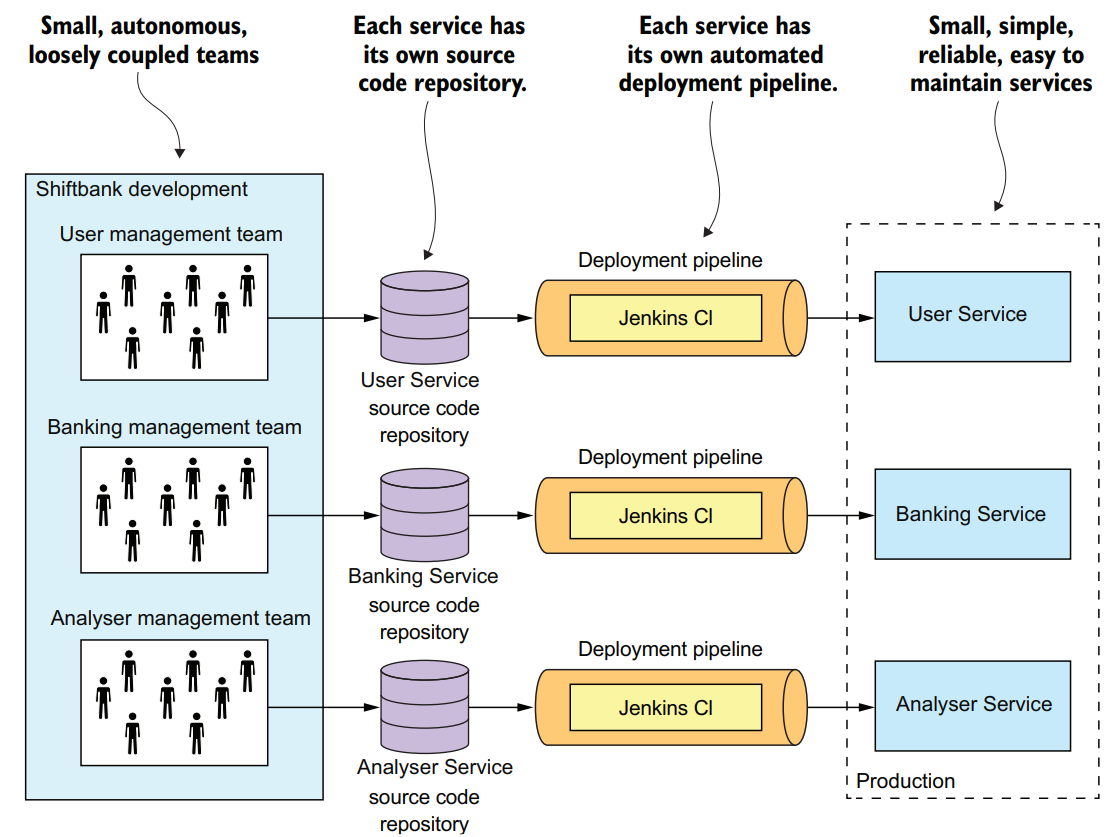 Small, autonomous,
loosely coupled teams
Each service has
its own source
code repository.
Each service has
its own automated
deployment pipeline.
Small, simple,
reliable, easy to
maintain services
Shiftbank development
User management team
Deployment pipeline
Jenkins CI
User Service
User Service
source code
repository
Banking management team
Deployment pipeline
Jenkins CI
Banking Service
Banking Service
source code
repository
Analyser management team
Deployment pipeline
Jenkins CI
Analyser Service
Analyser Service
source code
repository
Production